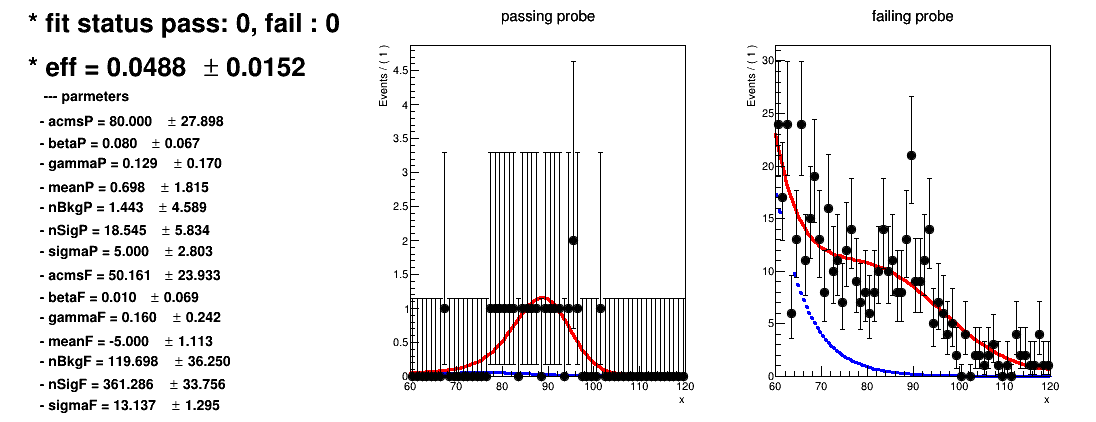 * fit status pass: 0, fail : 0
* eff = 0.0488 ± 0.0152
--- parmeters
- acmsP = 80.000 ± 27.898
- betaP = 0.080 ± 0.067
- gammaP = 0.129 ± 0.170
- meanP = 0.698 ± 1.815
- nBkgP = 1.443 ± 4.589
- nSigP = 18.545 ± 5.834
- sigmaP = 5.000 ± 2.803
- acmsF = 50.161 ± 23.933
- betaF = 0.010 ± 0.069
- gammaF = 0.160 ± 0.242
- meanF = -5.000 ± 1.113
- nBkgF = 119.698 ± 36.250
- nSigF = 361.286 ± 33.756
- sigmaF = 13.137 ± 1.295
passing probe
Events / ( 1 )
4.5
4
3.5
3
2.5
2
1.5
1
0.5
0
60 70 80 90 100 110 120
x
failing probe
Events / ( 1 )
30
25
20
15
10
5
0
60 70 80 90 100 110 120
x